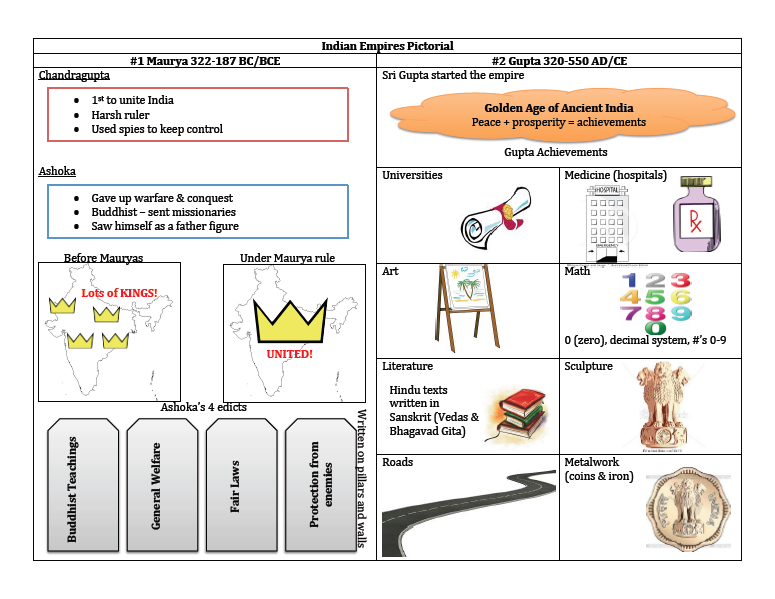 Indian Empires Pictorial
#1 Maurya 322-187 BC/BCE
#2 Gupta 320-550 AD/CE
Chandragupta
1st to unite India
Harsh ruler
Used spies to keep control
Ashoka
Gave up warfare & conquest
Buddhist – sent missionaries
Saw himself as a father figure
Before Mauryas
Under Maurya rule
Lots of KINGS!
UNITED!
Ashoka's 4 edicts
Buddhist Teachings
General Welfare
Fair Laws
Protection from
enemies
Written on pillars and walls
Sri Gupta started the empire
Golden Age of Ancient India
Peace + prosperity = achievements
Gupta Achievements
Universities
Medicine (hospitals)
HOSPITAL
EMERGENCY
Rx
Art
Math
1 2 3
4 5 6
7 8 9
0
0 (zero), decimal system, #'s 0-9
Literature
Hindu texts
written in
Sanskrit (Vedas &
Bhagavad Gita)
Sculpture
Roads
Metalwork
(coins & iron)
INDIA